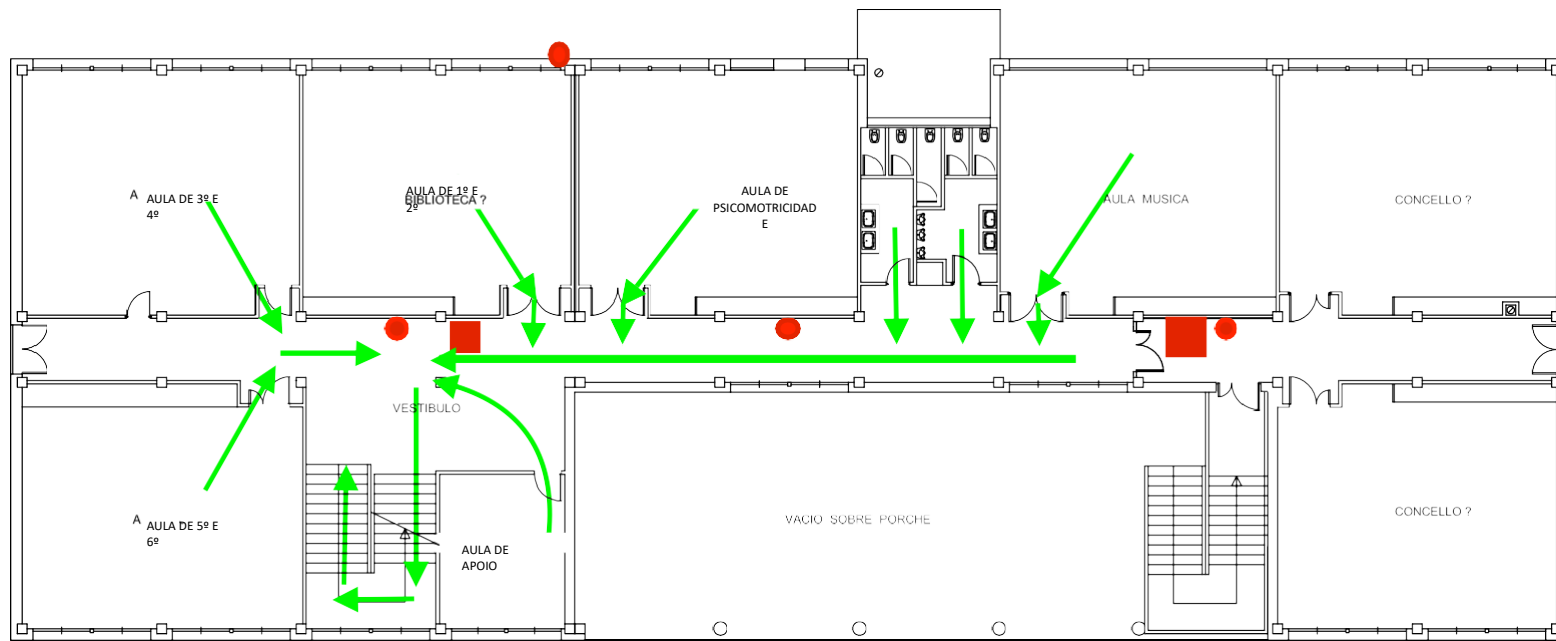 A AULA DE 3º E
4º
AULA DE 1º E
BIBLIOTECA ?
2º
AULA DE
PSICOMOTRICIDAD
E
AULA MUSICA
CONCELLO ?
VESTIBULO
A AULA DE 5º E
6º
AULA DE
APOIO
VACIO SOBRE PORCHE
CONCELLO ?